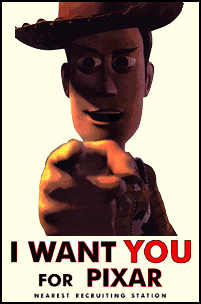 I WANT YOU
FOR PIXAR
NEAREST RECRUITING STATION